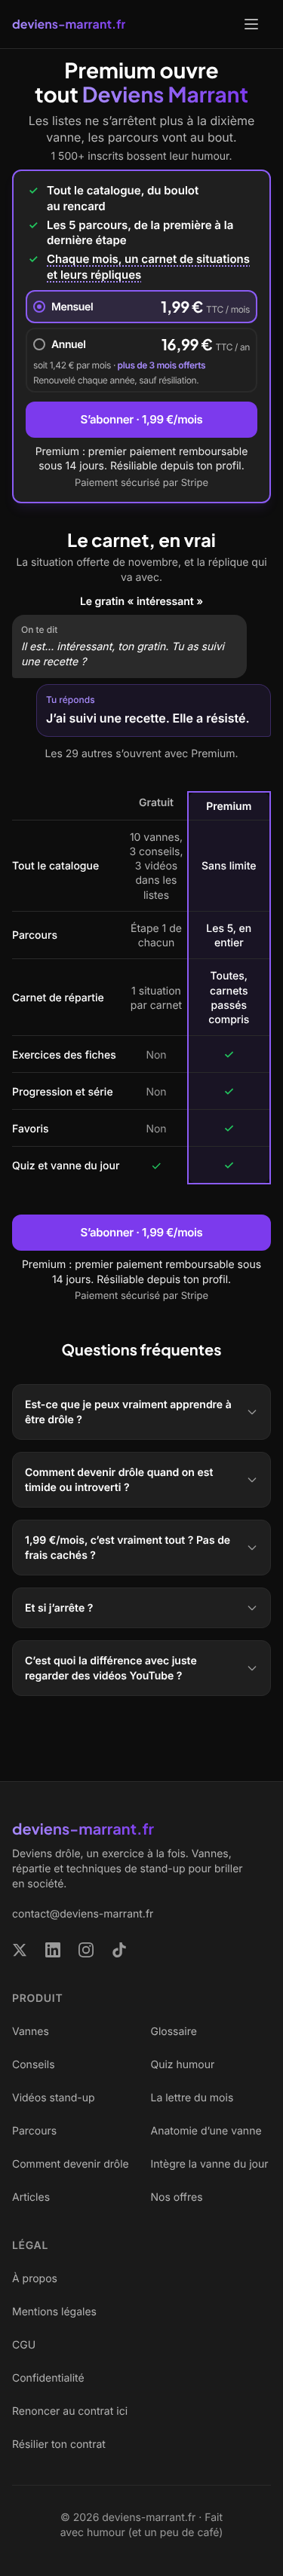 deviens-marrant.fr
Premium ouvre
tout Deviens Marrant
Les listes ne s’arrêtent plus à la dixième
vanne, les parcours vont au bout.
1 500+ inscrits bossent leur humour.
Tout le catalogue, du boulot
au rencard
Les 5 parcours, de la première à la
dernière étape
Chaque mois, un carnet de situations
et leurs répliques
Mensuel 1,99 € TTC / mois
Annuel 16,99 € TTC / an
soit 1,42 € par mois · plus de 3 mois offerts
Renouvelé chaque année, sauf résiliation.
S’abonner · 1,99 €/mois
Premium : premier paiement remboursable
sous 14 jours. Résiliable depuis ton profil.
Paiement sécurisé par Stripe
Le carnet, en vrai
La situation offerte de novembre, et la réplique qui
va avec.
Le gratin « intéressant »
On te dit
Il est... intéressant, ton gratin. Tu as suivi
une recette ?
Tu réponds
J’ai suivi une recette. Elle a résisté.
Les 29 autres s’ouvrent avec Premium.
Gratuit Premium
Tout le catalogue
10 vannes,
3 conseils,
3 vidéos
dans les
listes
Sans limite
Parcours
Étape 1 de
chacun
Les 5, en
entier
Carnet de répartie
1 situation
par carnet
Toutes,
carnets
passés
compris
Exercices des fiches Non
Progression et série Non
Favoris Non
Quiz et vanne du jour
S’abonner · 1,99 €/mois
Premium : premier paiement remboursable sous
14 jours. Résiliable depuis ton profil.
Paiement sécurisé par Stripe
Questions fréquentes
Est-ce que je peux vraiment apprendre à
être drôle ?
Comment devenir drôle quand on est
timide ou introverti ?
1,99 €/mois, c’est vraiment tout ? Pas de
frais cachés ?
Et si j’arrête ?
C’est quoi la différence avec juste
regarder des vidéos YouTube ?
deviens-marrant.fr
Deviens drôle, un exercice à la fois. Vannes,
répartie et techniques de stand-up pour briller
en société.
contact@deviens-marrant.fr
PRODUIT
Vannes Glossaire
Conseils Quiz humour
Vidéos stand-up La lettre du mois
Parcours Anatomie d’une vanne
Comment devenir drôle Intègre la vanne du jour
Articles Nos offres
LÉGAL
À propos
Mentions légales
CGU
Confidentialité
Renoncer au contrat ici
Résilier ton contrat
© 2026 deviens-marrant.fr · Fait
avec humour (et un peu de café)